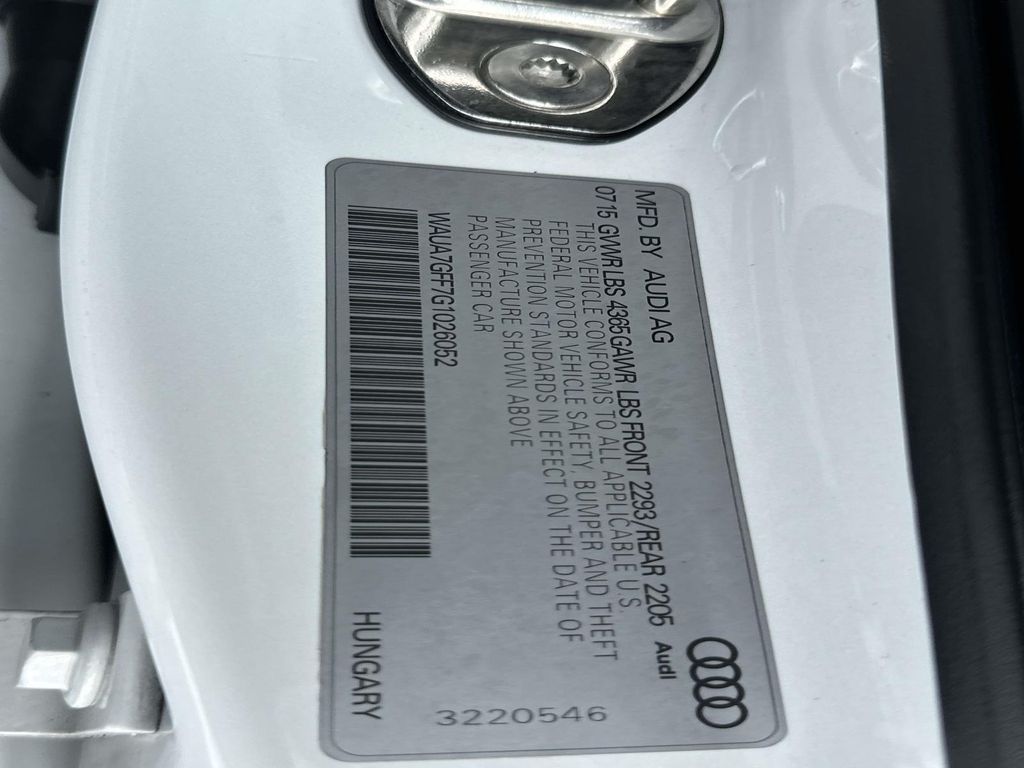 MFD. BY AUDI AG
0715 GWR LBS 4365 GAWR LBS FRONT 2293/REAR 2205
THIS VEHICLE CONFORMS TO ALL APPLICABLE U.S.
FEDERAL MOTOR VEHICLE SAFETY, BUMPER AND THEFT
PREVENTION STANDARDS IN EFFECT ON THE DATE OF
MANUFACTURE SHOWN ABOVE
PASSENGER CAR
WAUA7GFF7G1026052
HUNGARY
Audi
3220546